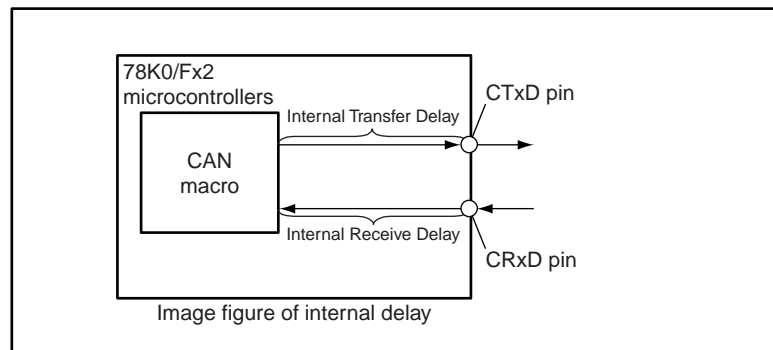 78K0/Fx2
microcontrollers
Internal Transfer Delay
CTxD pin
CAN
macro
Internal Receive Delay
CRxD pin
Image figure of internal delay